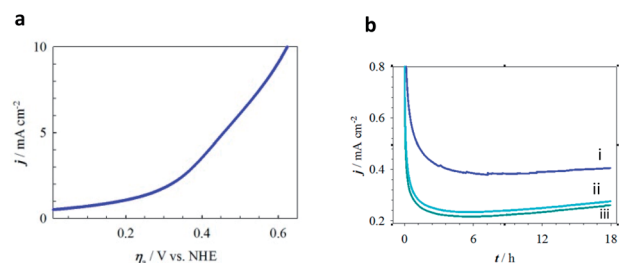 a
10
5
0
j / mA cm⁻²
0.2
0.4
0.6
ηₐ / V vs. NHE
b
0.8
0.6
0.4
0.2
j / mA cm⁻²
i
ii
iii
0
6
12
18
t / h